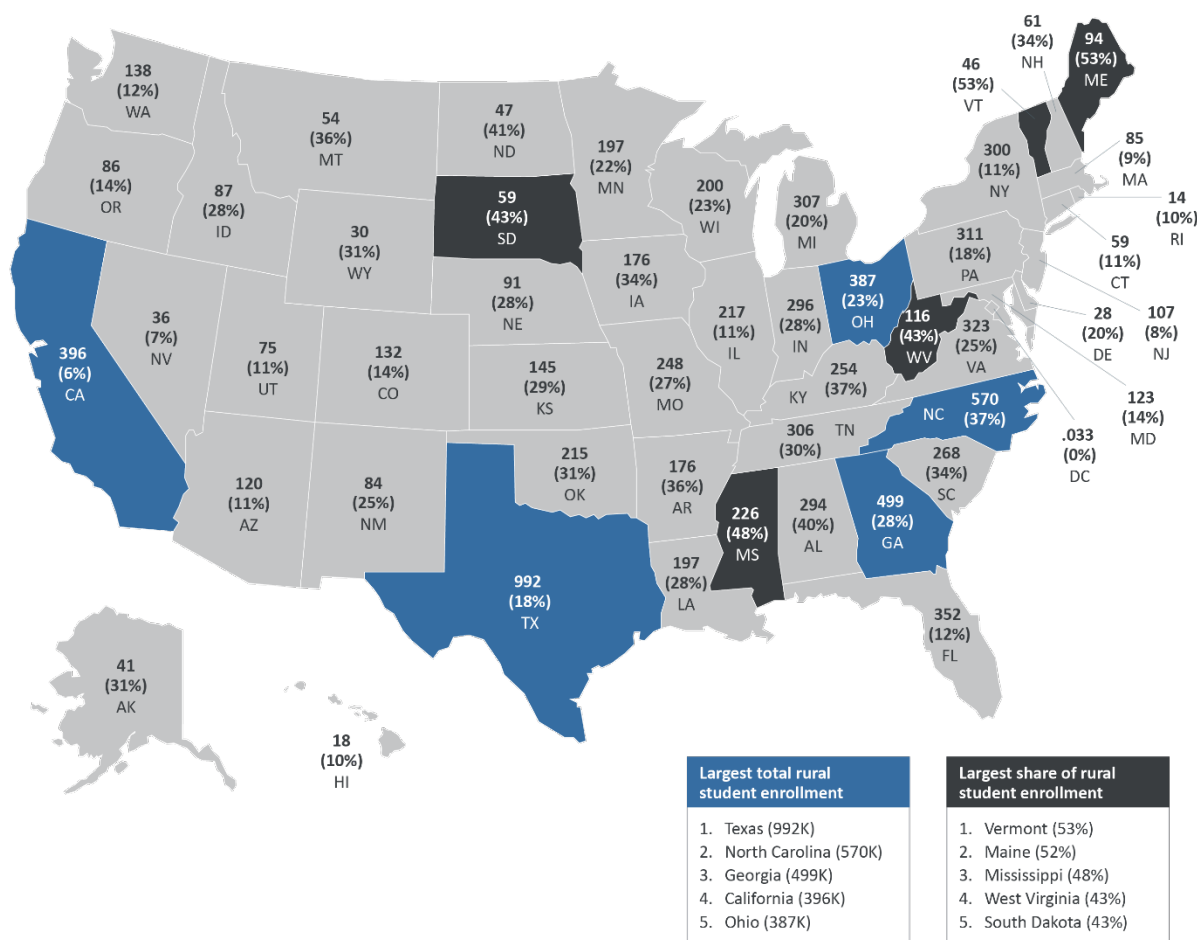 61
(34%)
NH
94
(53%)
ME
46
(53%)
VT
138
(12%)
WA
54
(36%)
MT
47
(41%)
ND
197
(22%)
MN
200
(23%)
WI
307
(20%)
MI
300
(11%)
NY
85
(9%)
MA
14
(10%)
RI
86
(14%)
OR
87
(28%)
ID
59
(43%)
SD
30
(31%)
WY
176
(34%)
IA
311
(18%)
PA
59
(11%)
CT
91
(28%)
NE
217
(11%)
IL
296
(28%)
IN
387
(23%)
OH
116
(43%)
WV
323
(25%)
VA
28
(20%)
DE
107
(8%)
NJ
396
(6%)
CA
36
(7%)
NV
75
(11%)
UT
132
(14%)
CO
145
(29%)
KS
248
(27%)
MO
254
KY (37%)
123
(14%)
MD
306
(30%)
TN
NC 570
(37%)
.033
(0%)
DC
120
(11%)
AZ
84
(25%)
NM
215
(31%)
OK
176
(36%)
AR
226
(48%)
MS
294
(40%)
AL
499
(28%)
GA
268
(34%)
SC
992
(18%)
TX
197
(28%)
LA
352
(12%)
FL
41
(31%)
AK
18
(10%)
HI
Largest total rural
student enrollment
1. Texas (992K)
2. North Carolina (570K)
3. Georgia (499K)
4. California (396K)
5. Ohio (387K)
Largest share of rural
student enrollment
1. Vermont (53%)
2. Maine (52%)
3. Mississippi (48%)
4. West Virginia (43%)
5. South Dakota (43%)